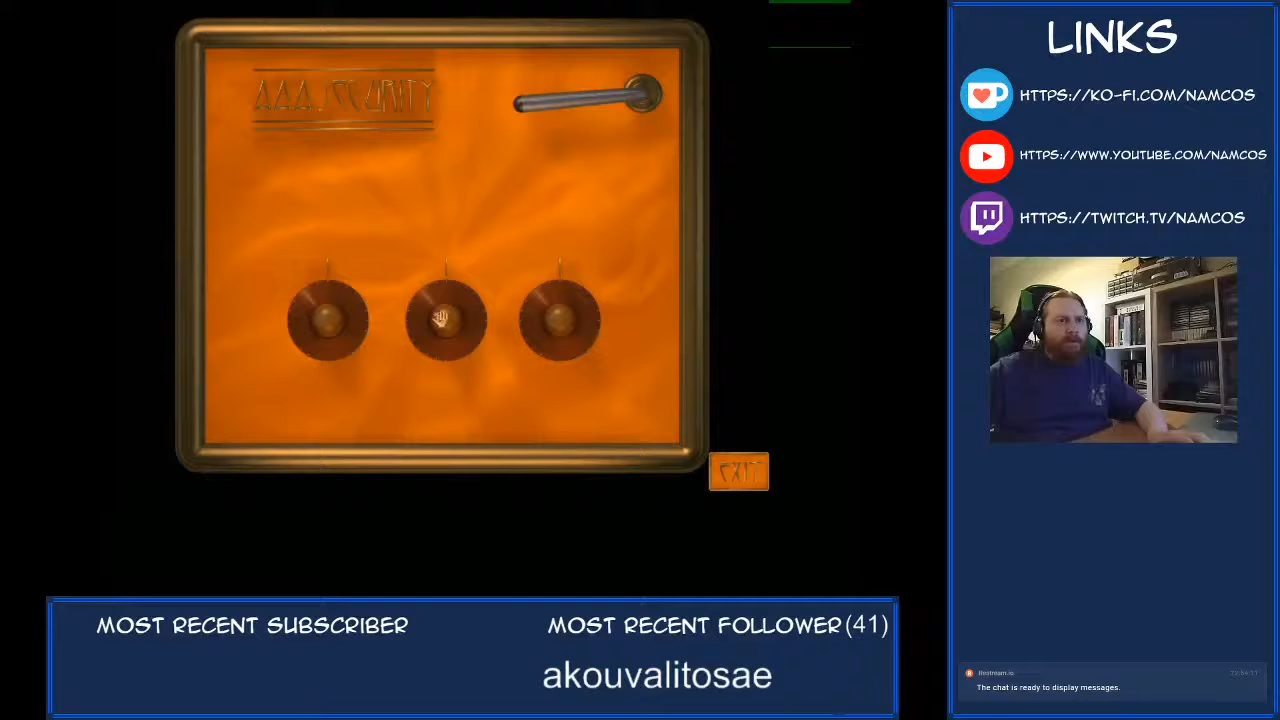 AAA SECURITY
EXIT
LINKS
HTTPS://KO-FI.COM/NAMCOS
HTTPS://WWW.YOUTUBE.COM/NAMCOS
HTTPS://TWITCH.TV/NAMCOS
MOST RECENT SUBSCRIBER
MOST RECENT FOLLOWER (41)
akouvalitosae
The chat is ready to display messages.